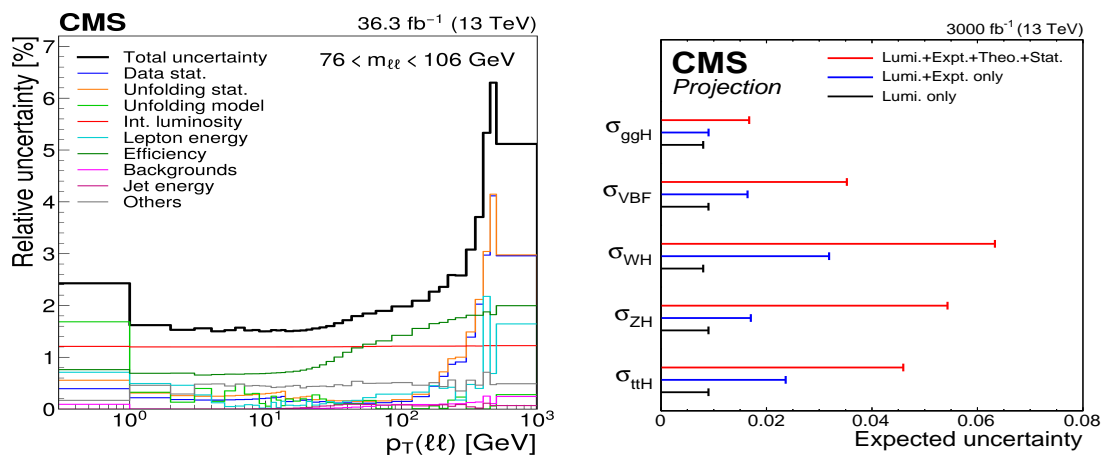 CMS 36.3 fb⁻¹ (13 TeV)
76 < mℓℓ < 106 GeV
Total uncertainty
Data stat.
Unfolding stat.
Unfolding model
Int. luminosity
Lepton energy
Efficiency
Backgrounds
Jet energy
Others
Relative uncertainty [%]
7
6
5
4
3
2
1
0
10⁰ 10¹ 10² 10³
pT(ℓℓ) [GeV]
3000 fb⁻¹ (13 TeV)
CMS
Projection
Lumi.+Expt.+Theo.+Stat.
Lumi.+Expt. only
Lumi. only
σggH
σVBF
σWH
σZH
σttH
0 0.02 0.04 0.06 0.08
Expected uncertainty